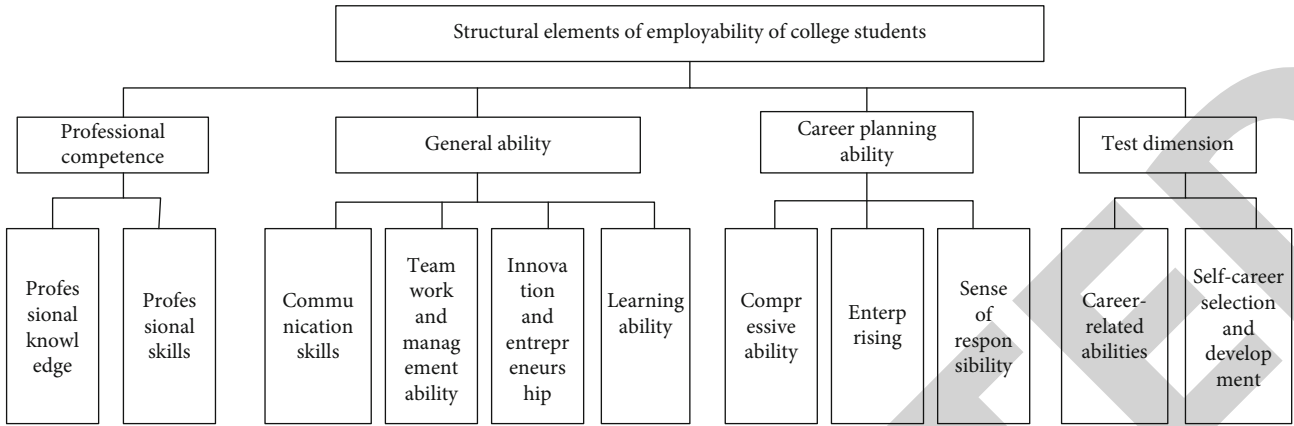 Structural elements of employability of college students
Professional
competence
General ability
Career planning
ability
Test dimension
Profes
sional
knowl
edge
Profes
sional
skills
Commu
nication
skills
Team
work
and
manag
ement
ability
Innova
tion and
entrepr
eneurs
hip
Learning
ability
Compr
essive
ability
Enterp
rising
Sense
of
respon
sibility
Career-
related
abilities
Self-career
selection
and
develop
ment